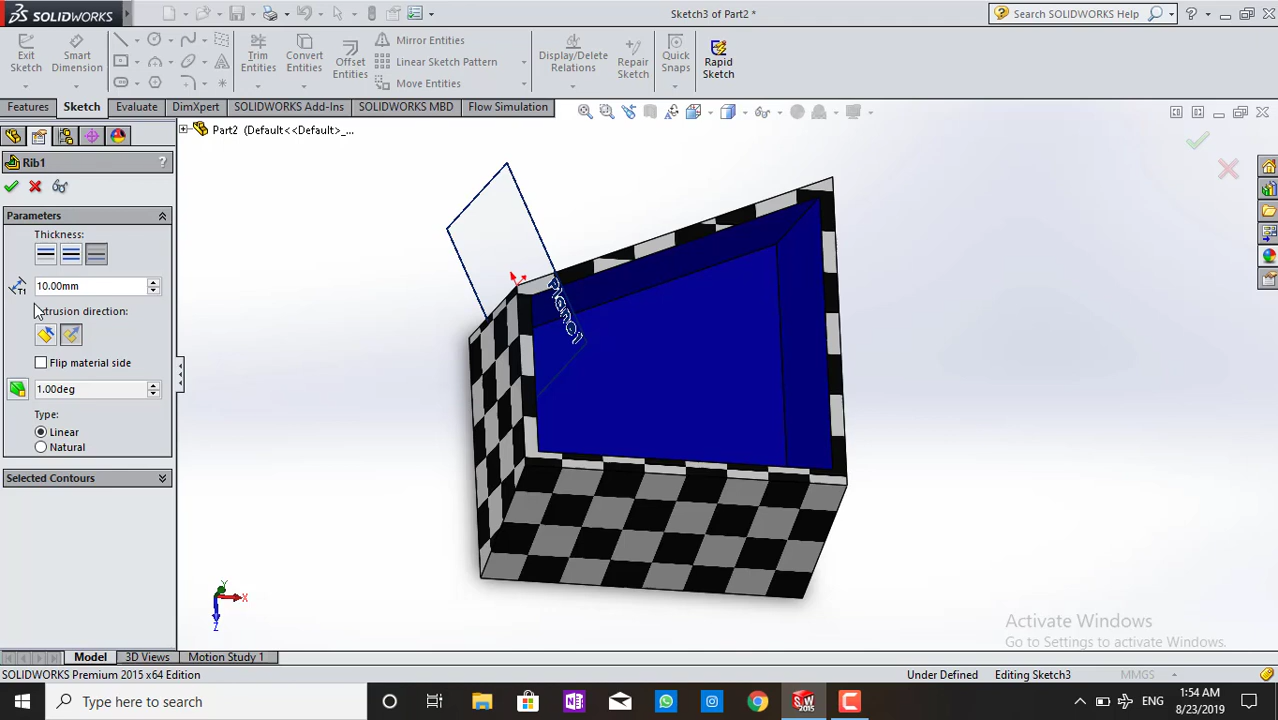 SOLIDWORKS
Sketch3 of Part2 *
Search SOLIDWORKS Help
Exit Sketch
Smart Dimension
Trim Entities
Convert Entities
Offset Entities
Mirror Entities
Linear Sketch Pattern
Move Entities
Display/Delete Relations
Repair Sketch
Quick Snaps
Rapid Sketch
Features
Sketch
Evaluate
DimXpert
SOLIDWORKS Add-Ins
SOLIDWORKS MBD
Flow Simulation
Part2 (Default<<Default>_...
Rib1
?
Parameters
Thickness:
10.00mm
Extrusion direction:
Flip material side
1.00deg
Type:
Linear
Natural
Selected Contours
Plane1
Y
X
Z
Activate Windows
Go to Settings to activate Windows.
Model
3D Views
Motion Study 1
SOLIDWORKS Premium 2015 x64 Edition
Under Defined
Editing Sketch3
MMGS
Type here to search
ENG
1:54 AM
8/23/2019